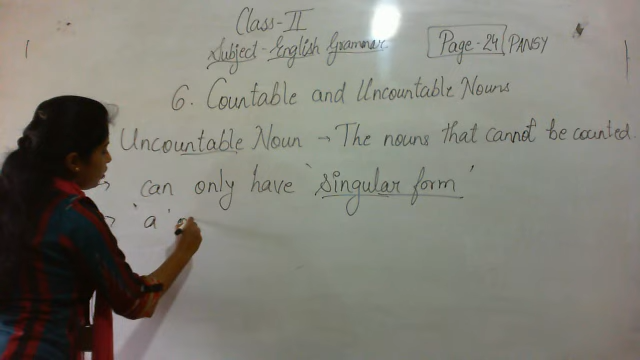 Class-II
Subject-English Grammar Page-24 PANSY
6. Countable and Uncountable Nouns
Uncountable Noun → The nouns that cannot be counted.
→ can only have 'singular form'
→ 'a'